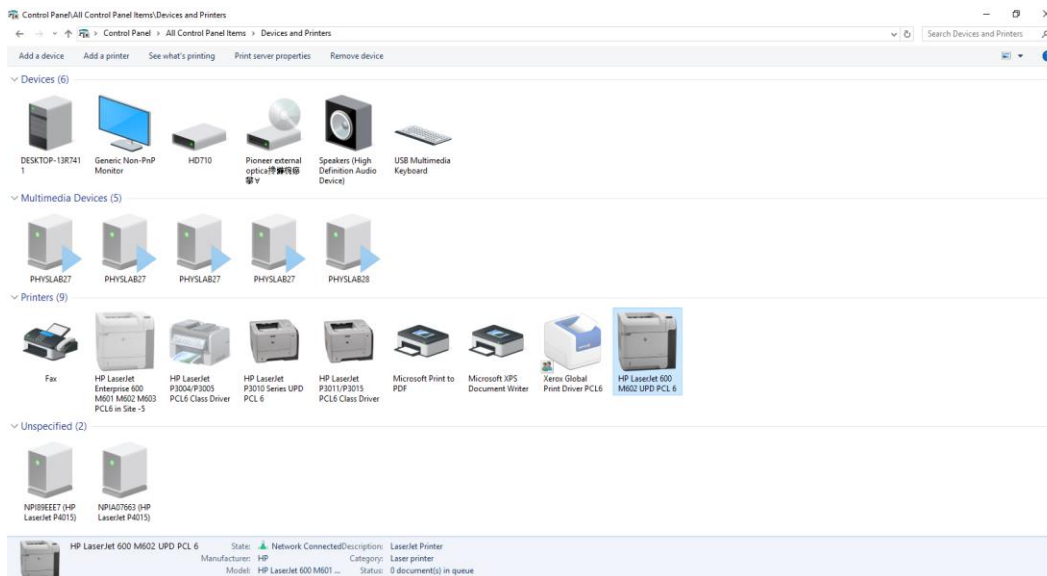 Control Panel\All Control Panel Items\Devices and Printers
Control Panel > All Control Panel Items > Devices and Printers
Search Devices and Printers
Add a device Add a printer See what's printing Print server properties Remove device
Devices (6)
DESKTOP-13R741
1
Generic Non-PnP
Monitor
HD710
Pioneer external
Speakers (High
Definition Audio
Device)
USB Multimedia
Keyboard
Multimedia Devices (5)
PHYSLAB27
PHYSLAB27
PHYSLAB27
PHYSLAB27
PHYSLAB28
Printers (9)
Fax
HP LaserJet
Enterprise 600
M601 M602 M603
PCL6 in Site -5
HP LaserJet
P3004/P3005
PCL6 Class Driver
HP LaserJet
P3010 Series UPD
PCL 6
HP LaserJet
P3011/P3015
PCL6 Class Driver
Microsoft Print to
PDF
Microsoft XPS
Document Writer
Xerox Global
Print Driver PCL6
HP LaserJet 600
M602 UPD PCL 6
Unspecified (2)
NPI89EEE7 (HP
LaserJet P4015)
NPIA07663 (HP
LaserJet P4015)
HP LaserJet 600 M602 UPD PCL 6 State: Network Connected Description: LaserJet Printer
Manufacturer: HP Category: Laser printer
Model: HP LaserJet 600 M601 ... Status: 0 document(s) in queue